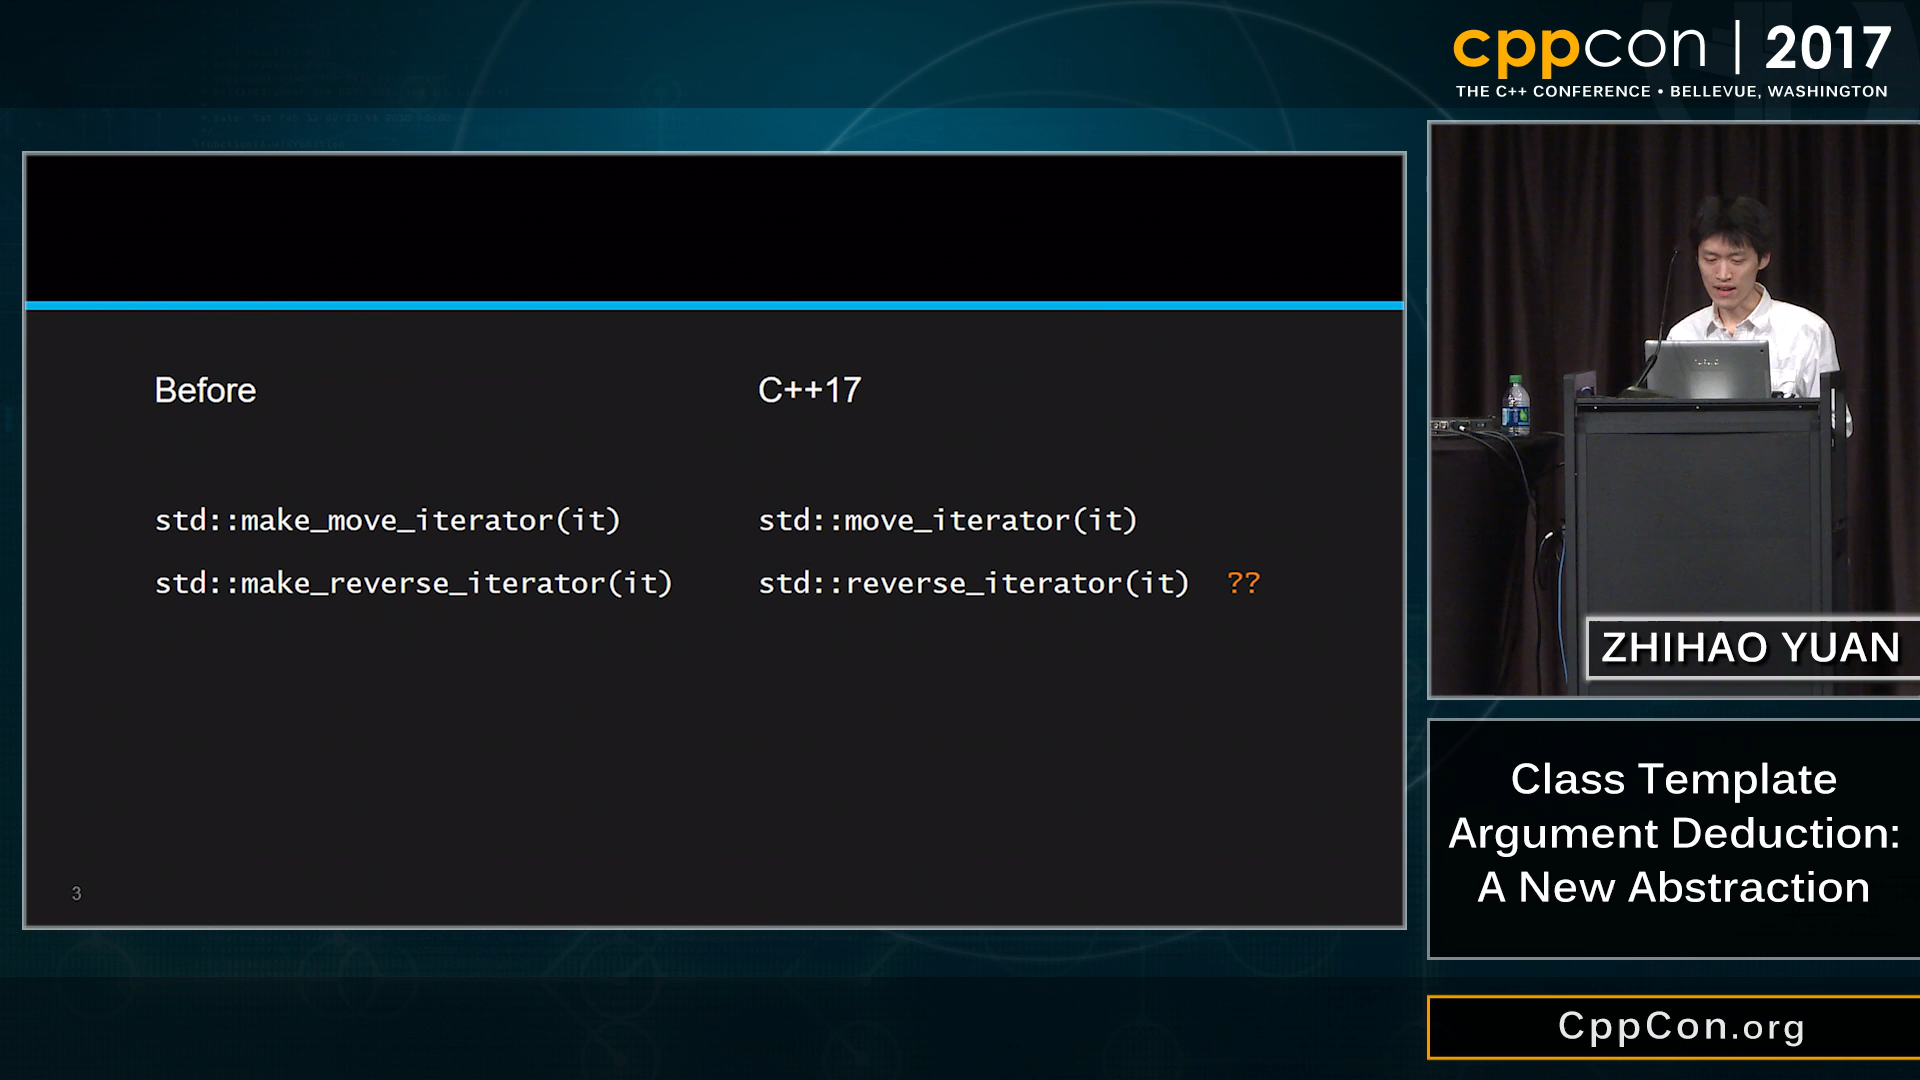 cppcon | 2017
THE C++ CONFERENCE • BELLEVUE, WASHINGTON
Before
C++17
std::make_move_iterator(it)
std::move_iterator(it)
std::make_reverse_iterator(it)
std::reverse_iterator(it) ??
3
ZHIHAO YUAN
Class Template
Argument Deduction:
A New Abstraction
CppCon.org